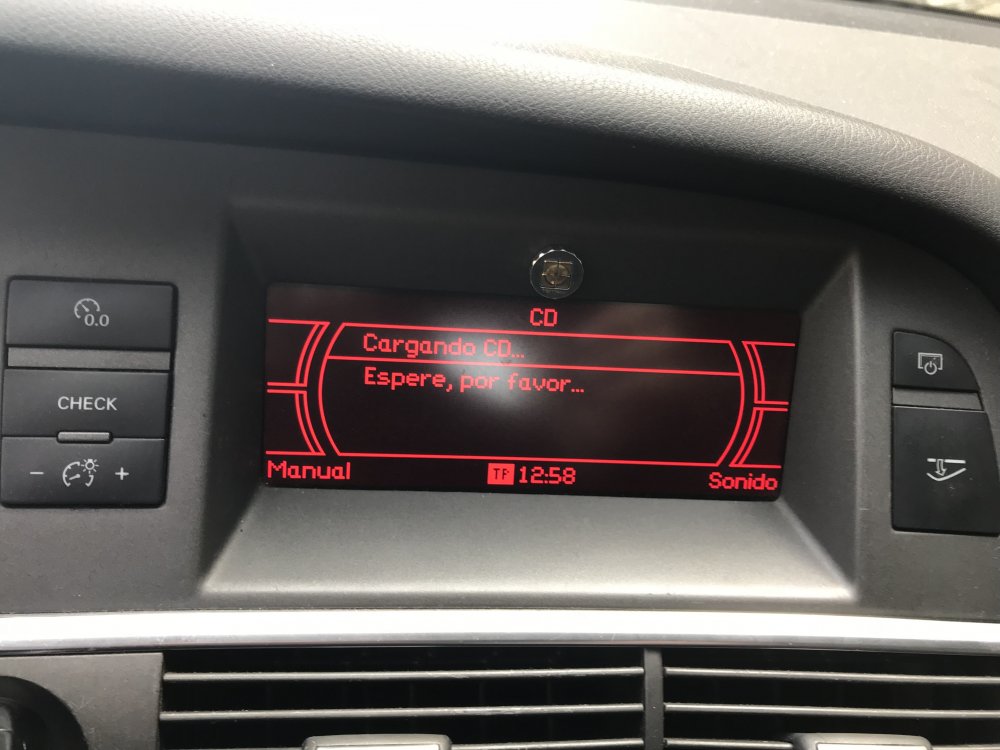 0.0
CHECK
- +
CD
Cargando CD...
Espere, por favor...
Manual
TP 12:58
Sonido